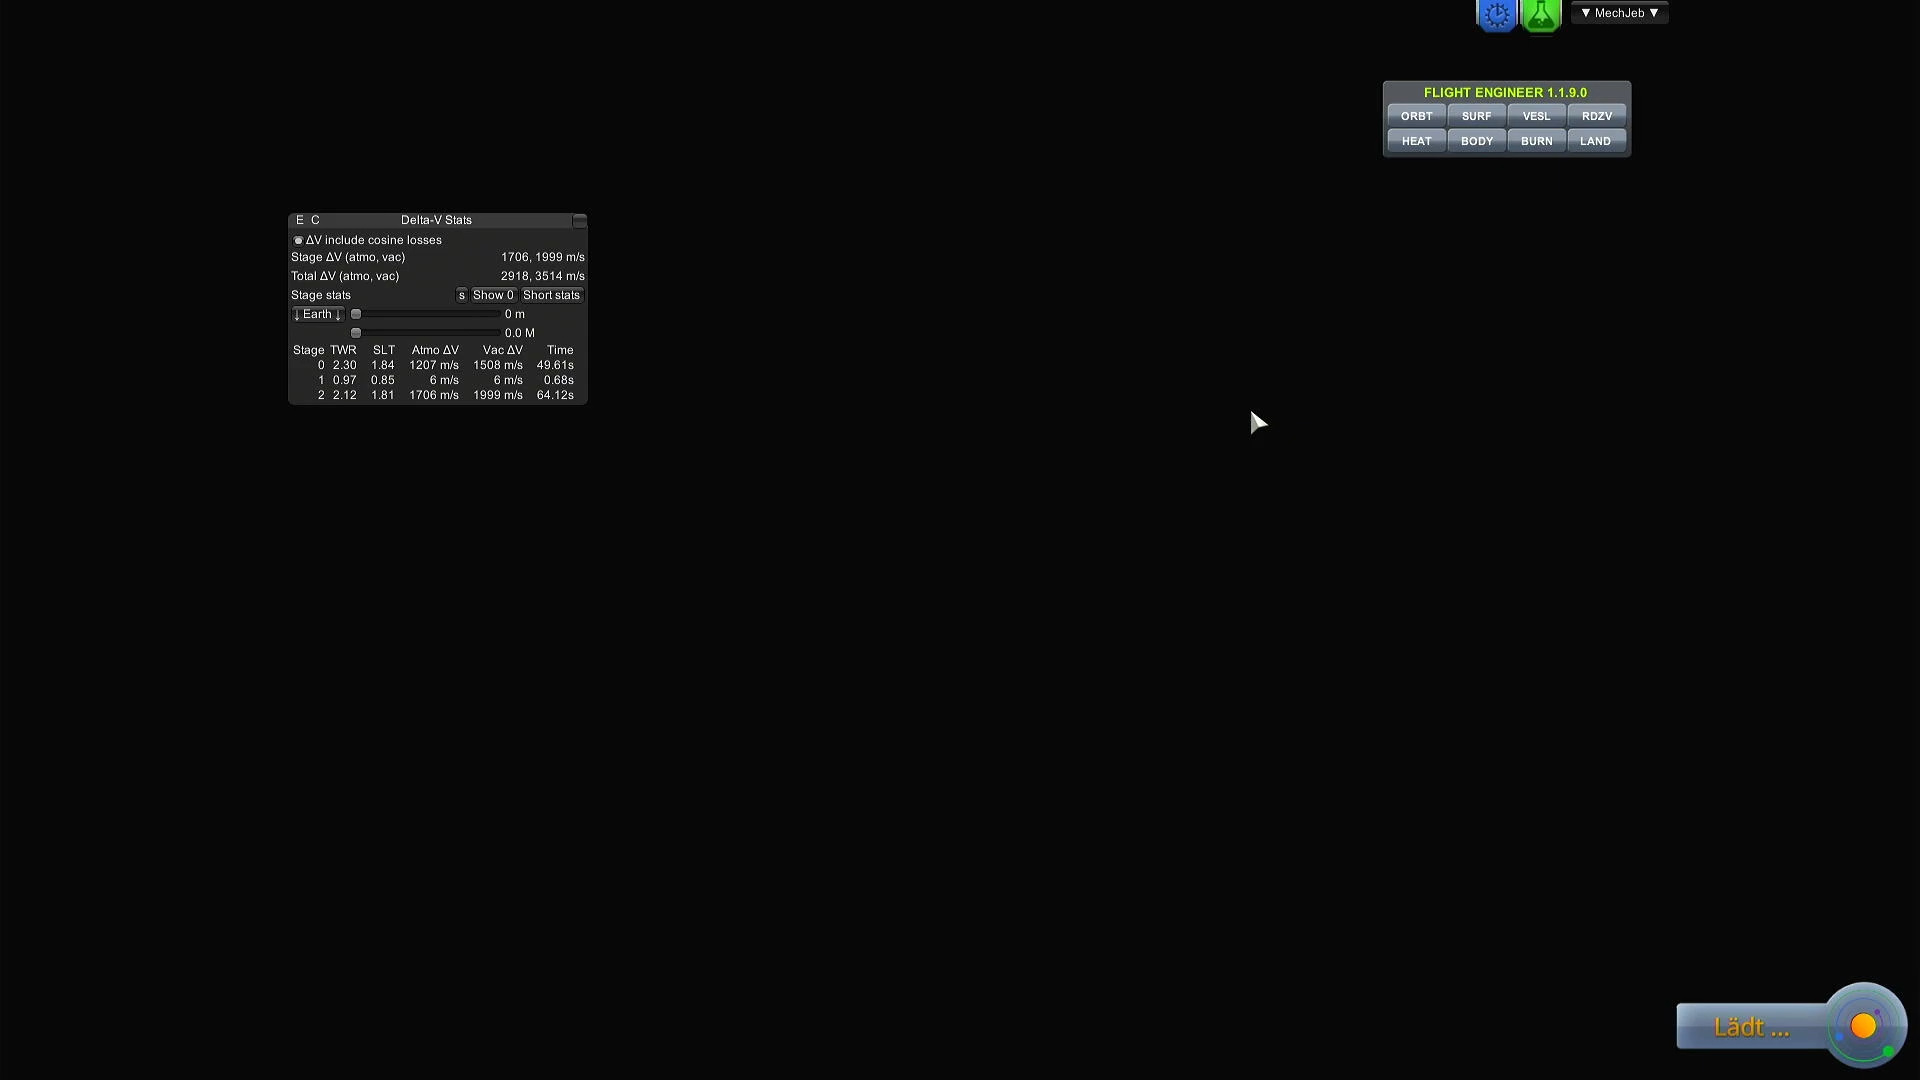 ▼ MechJeb ▼
FLIGHT ENGINEER 1.1.9.0
ORBT SURF VESL RDZV
HEAT BODY BURN LAND
E C Delta-V Stats
ΔV include cosine losses
Stage ΔV (atmo, vac) 1706, 1999 m/s
Total ΔV (atmo, vac) 2918, 3514 m/s
Stage stats s Show 0 Short stats
↓ Earth ↓ 0 m
0.0 M
Stage TWR SLT Atmo ΔV Vac ΔV Time
0 2.30 1.84 1207 m/s 1508 m/s 49.61s
1 0.97 0.85 6 m/s 6 m/s 0.68s
2 2.12 1.81 1706 m/s 1999 m/s 64.12s
Lädt ...